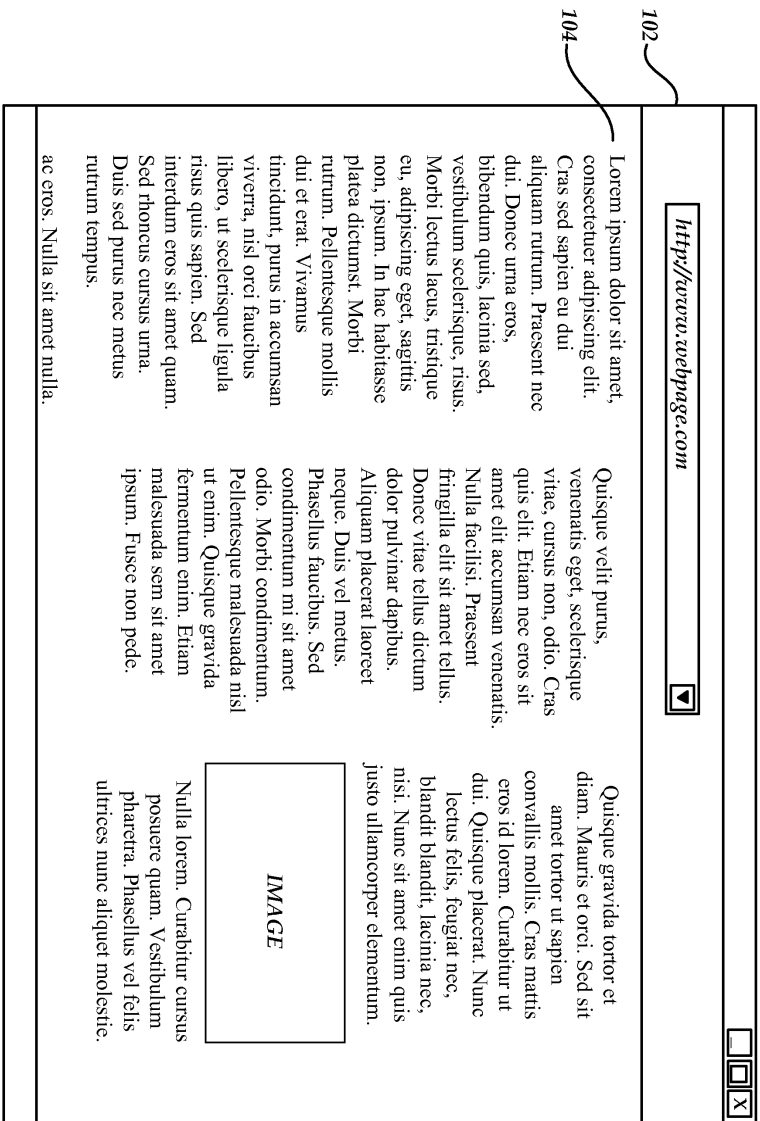 102
104
_ X
http://www.webpage.com
Lorem ipsum dolor sit amet,
consectetuer adipiscing elit.
Cras sed sapien eu dui
aliquam rutrum. Praesent nec
dui. Donec urna eros,
bibendum quis, lacinia sed,
vestibulum scelerisque, risus.
Morbi lectus lacus, tristique
eu, adipiscing eget, sagittis
non, ipsum. In hac habitasse
platea dictumst. Morbi
rutrum. Pellentesque mollis
dui et erat. Vivamus
tincidunt, purus in accumsan
viverra, nisl orci faucibus
libero, ut scelerisque ligula
risus quis sapien. Sed
interdum eros sit amet quam.
Sed rhoncus cursus urna.
Duis sed purus nec metus
rutrum tempus.
ac eros. Nulla sit amet nulla.
Quisque velit purus,
venenatis eget, scelerisque
vitae, cursus non, odio. Cras
quis elit. Etiam nec eros sit
amet elit accumsan venenatis.
Nulla facilisi. Praesent
fringilla elit sit amet tellus.
Donec vitae tellus dictum
dolor pulvinar dapibus.
Aliquam placerat laoreet
neque. Duis vel metus.
Phasellus faucibus. Sed
condimentum mi sit amet
odio. Morbi condimentum.
Pellentesque malesuada nisl
ut enim. Quisque gravida
fermentum enim. Etiam
malesuada sem sit amet
ipsum. Fusce non pede.
Quisque gravida tortor et
diam. Mauris et orci. Sed sit
amet tortor ut sapien
convallis mollis. Cras mattis
eros id lorem. Curabitur ut
dui. Quisque placerat. Nunc
lectus felis, feugiat nec,
blandit blandit, lacinia nec,
nisi. Nunc sit amet enim quis
justo ullamcorper elementum.
IMAGE
Nulla lorem. Curabitur cursus
posuere quam. Vestibulum
pharetra. Phasellus vel felis
ultrices nunc aliquet molestie.